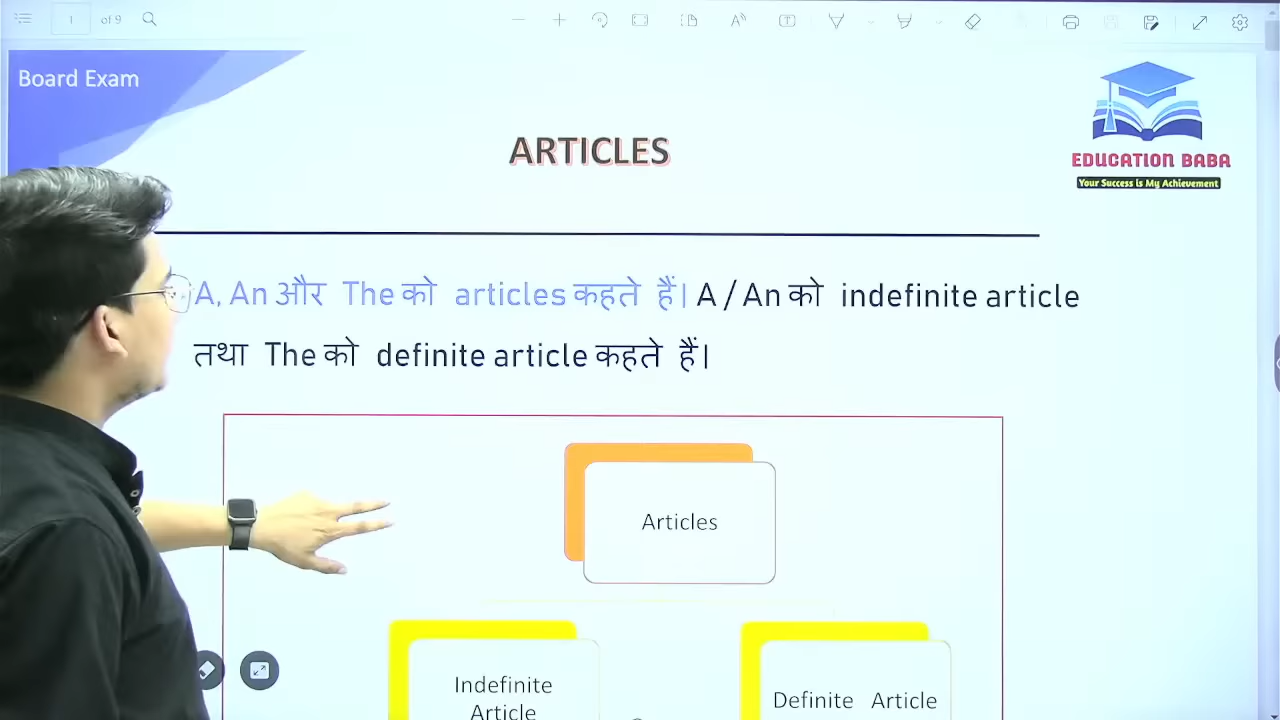 1 of 9
Board Exam
ARTICLES
EDUCATION BABA
Your Success is My Achievement
A, An और The को articles कहते हैं। A / An को indefinite article
तथा The को definite article कहते हैं।
Articles
Indefinite
Article
Definite Article